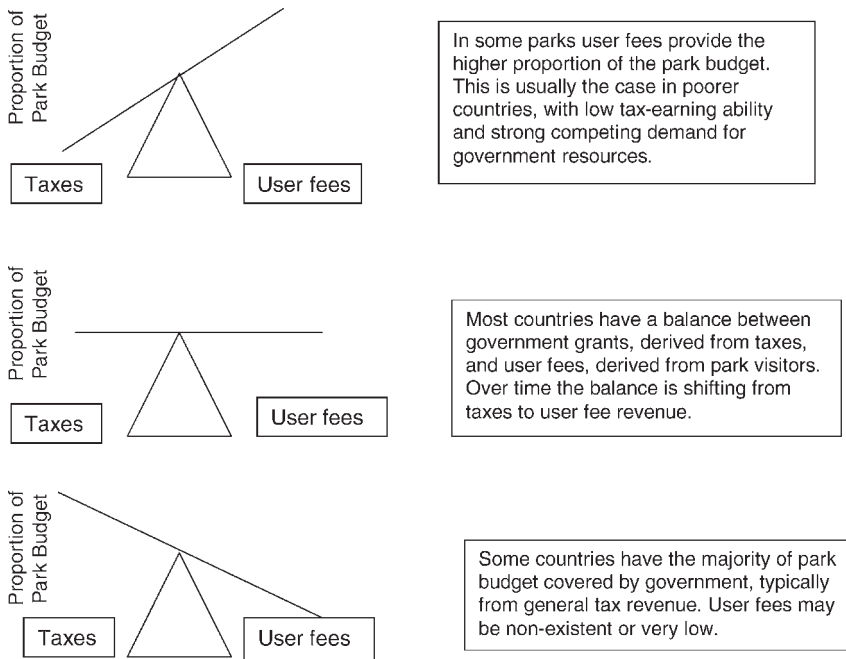 Proportion of
Park Budget
Taxes
User fees
In some parks user fees provide the
higher proportion of the park budget.
This is usually the case in poorer
countries, with low tax-earning ability
and strong competing demand for
government resources.
Proportion of
Park Budget
Taxes
User fees
Most countries have a balance between
government grants, derived from taxes,
and user fees, derived from park visitors.
Over time the balance is shifting from
taxes to user fee revenue.
Proportion of
Park Budget
Taxes
User fees
Some countries have the majority of park
budget covered by government, typically
from general tax revenue. User fees may
be non-existent or very low.